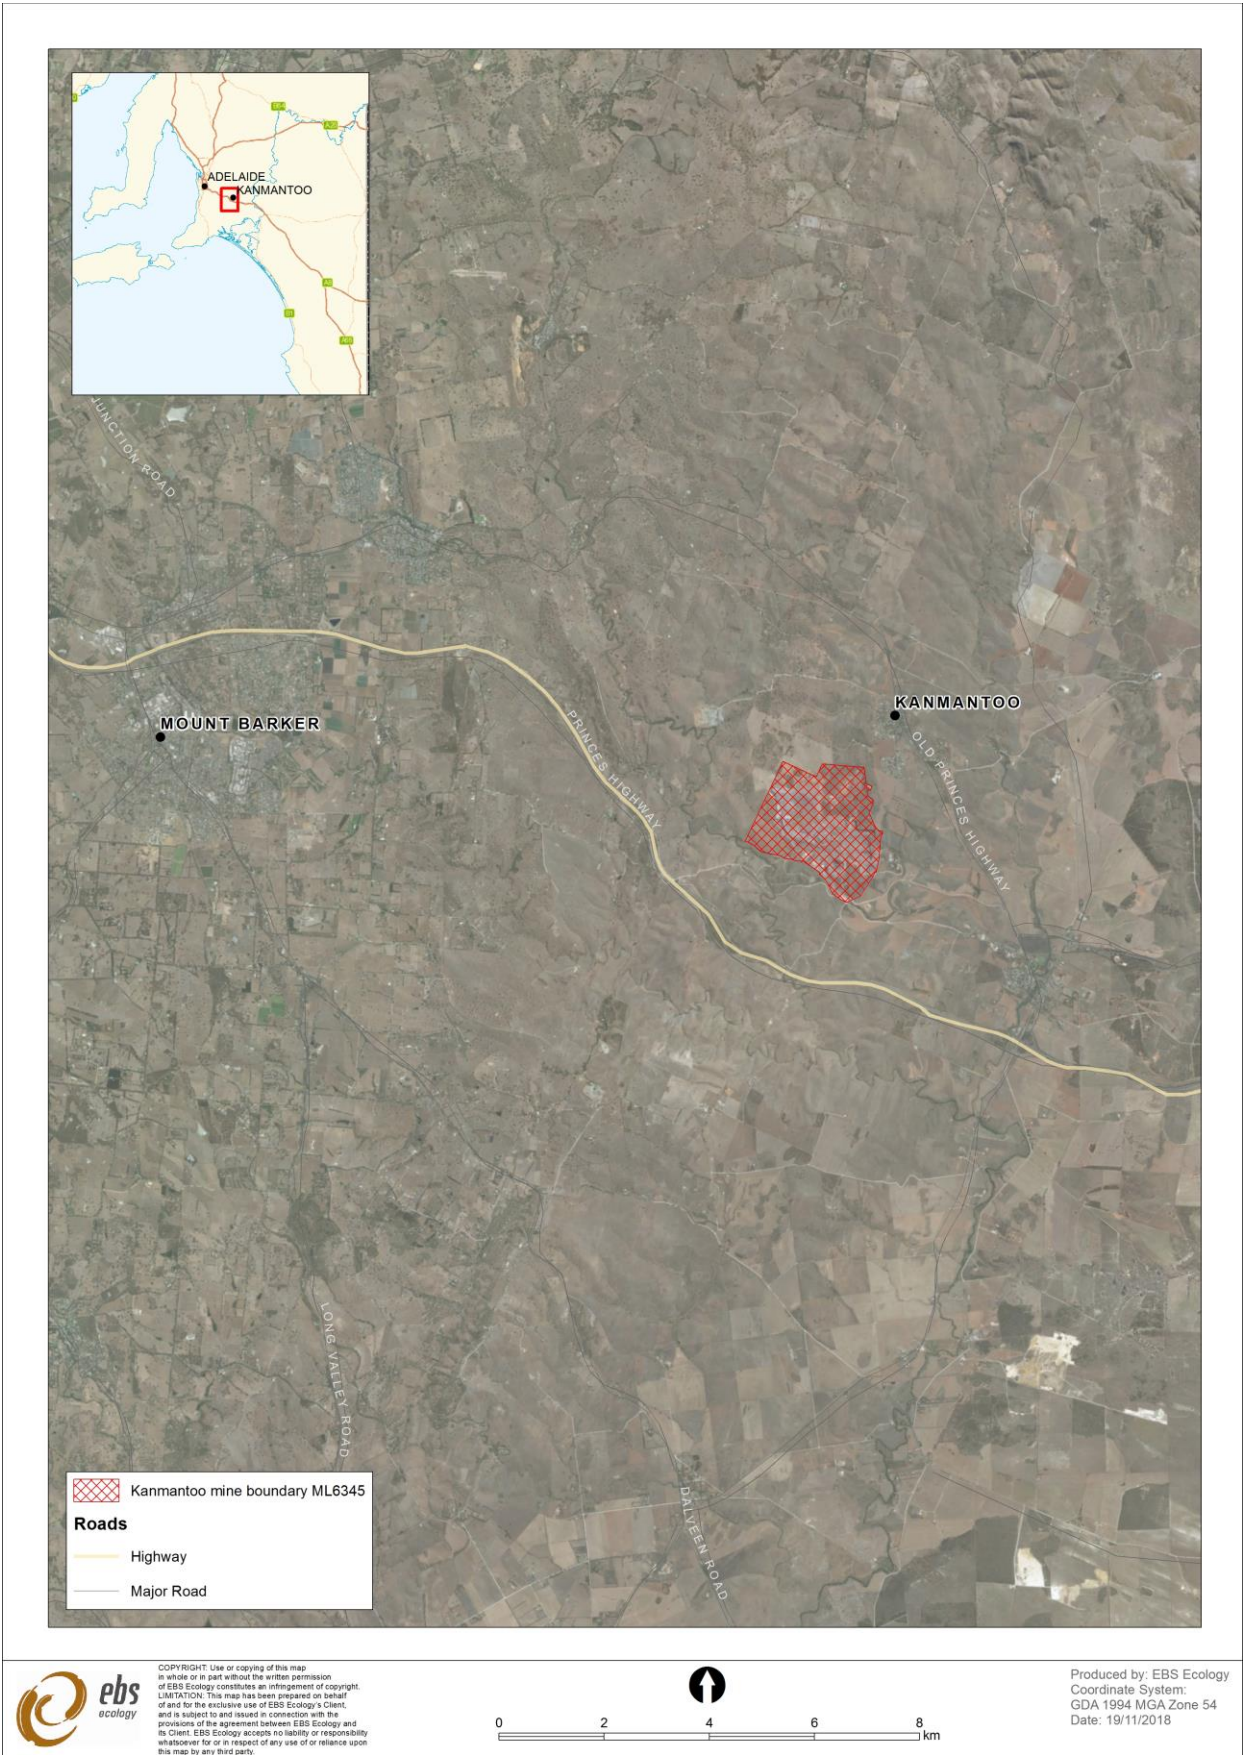 ADELAIDE
KANMANTOO
B64
A20
A8
B1
A66
JUNCTION ROAD
MOUNT BARKER
KANMANTOO
PRINCES HIGHWAY
OLD PRINCES HIGHWAY
LONG VALLEY ROAD
DALVEEN ROAD
Kanmantoo mine boundary ML6345
Roads
Highway
Major Road
ebs
ecology
COPYRIGHT: Use or copying of this map
in whole or in part without the written permission
of EBS Ecology constitutes an infringement of copyright.
LIMITATION: This map has been prepared on behalf
of and for the exclusive use of EBS Ecology's Client,
and is subject to and issued in connection with the
provisions of the agreement between EBS Ecology and
its Client. EBS Ecology accepts no liability or responsibility
whatsoever for or in respect of any use of or reliance upon
this map by any third party.
0 2 4 6 8
km
Produced by: EBS Ecology
Coordinate System:
GDA 1994 MGA Zone 54
Date: 19/11/2018